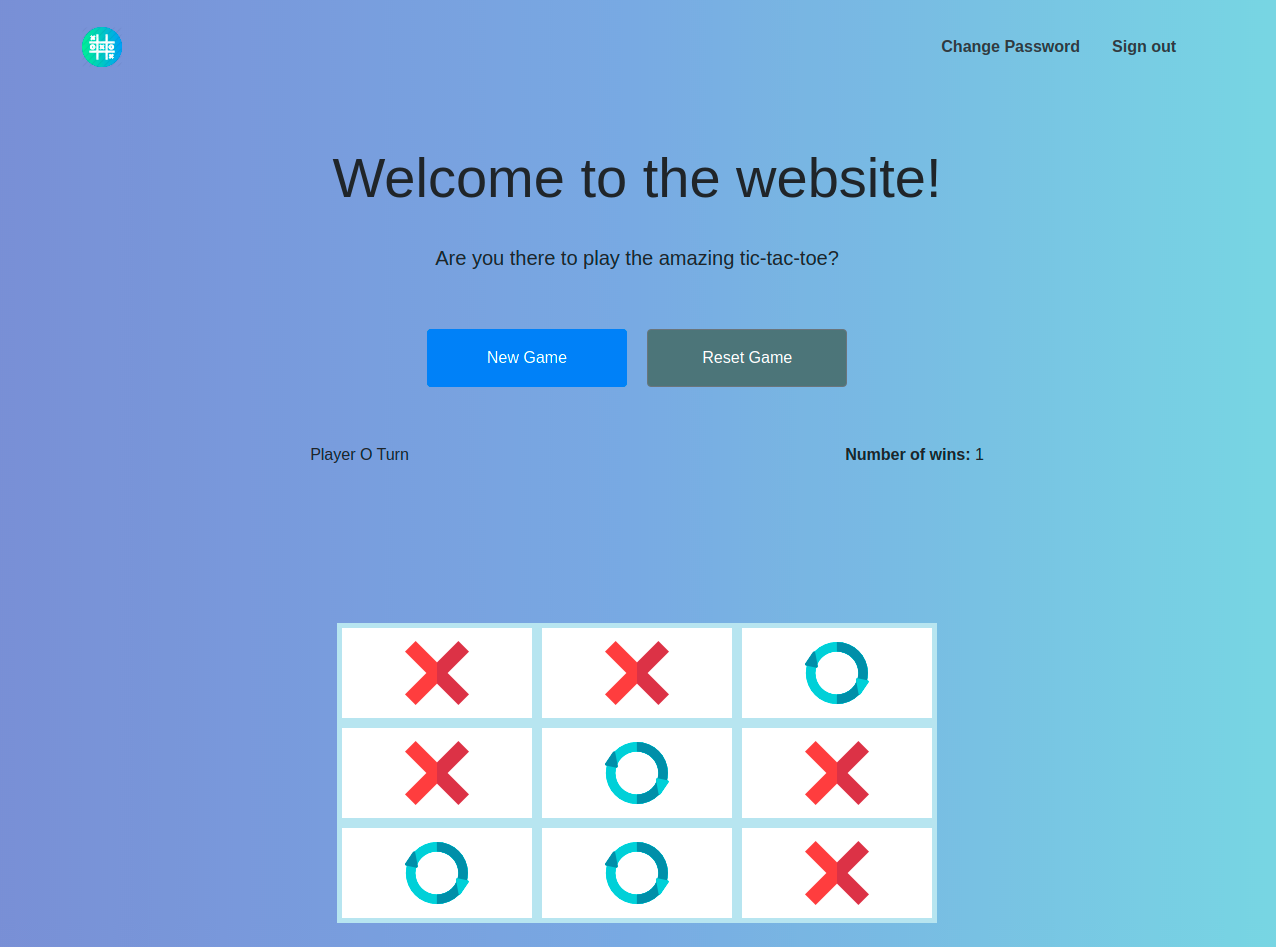 Change Password Sign out
Welcome to the website!
Are you there to play the amazing tic-tac-toe?
New Game Reset Game
Player O Turn Number of wins: 1